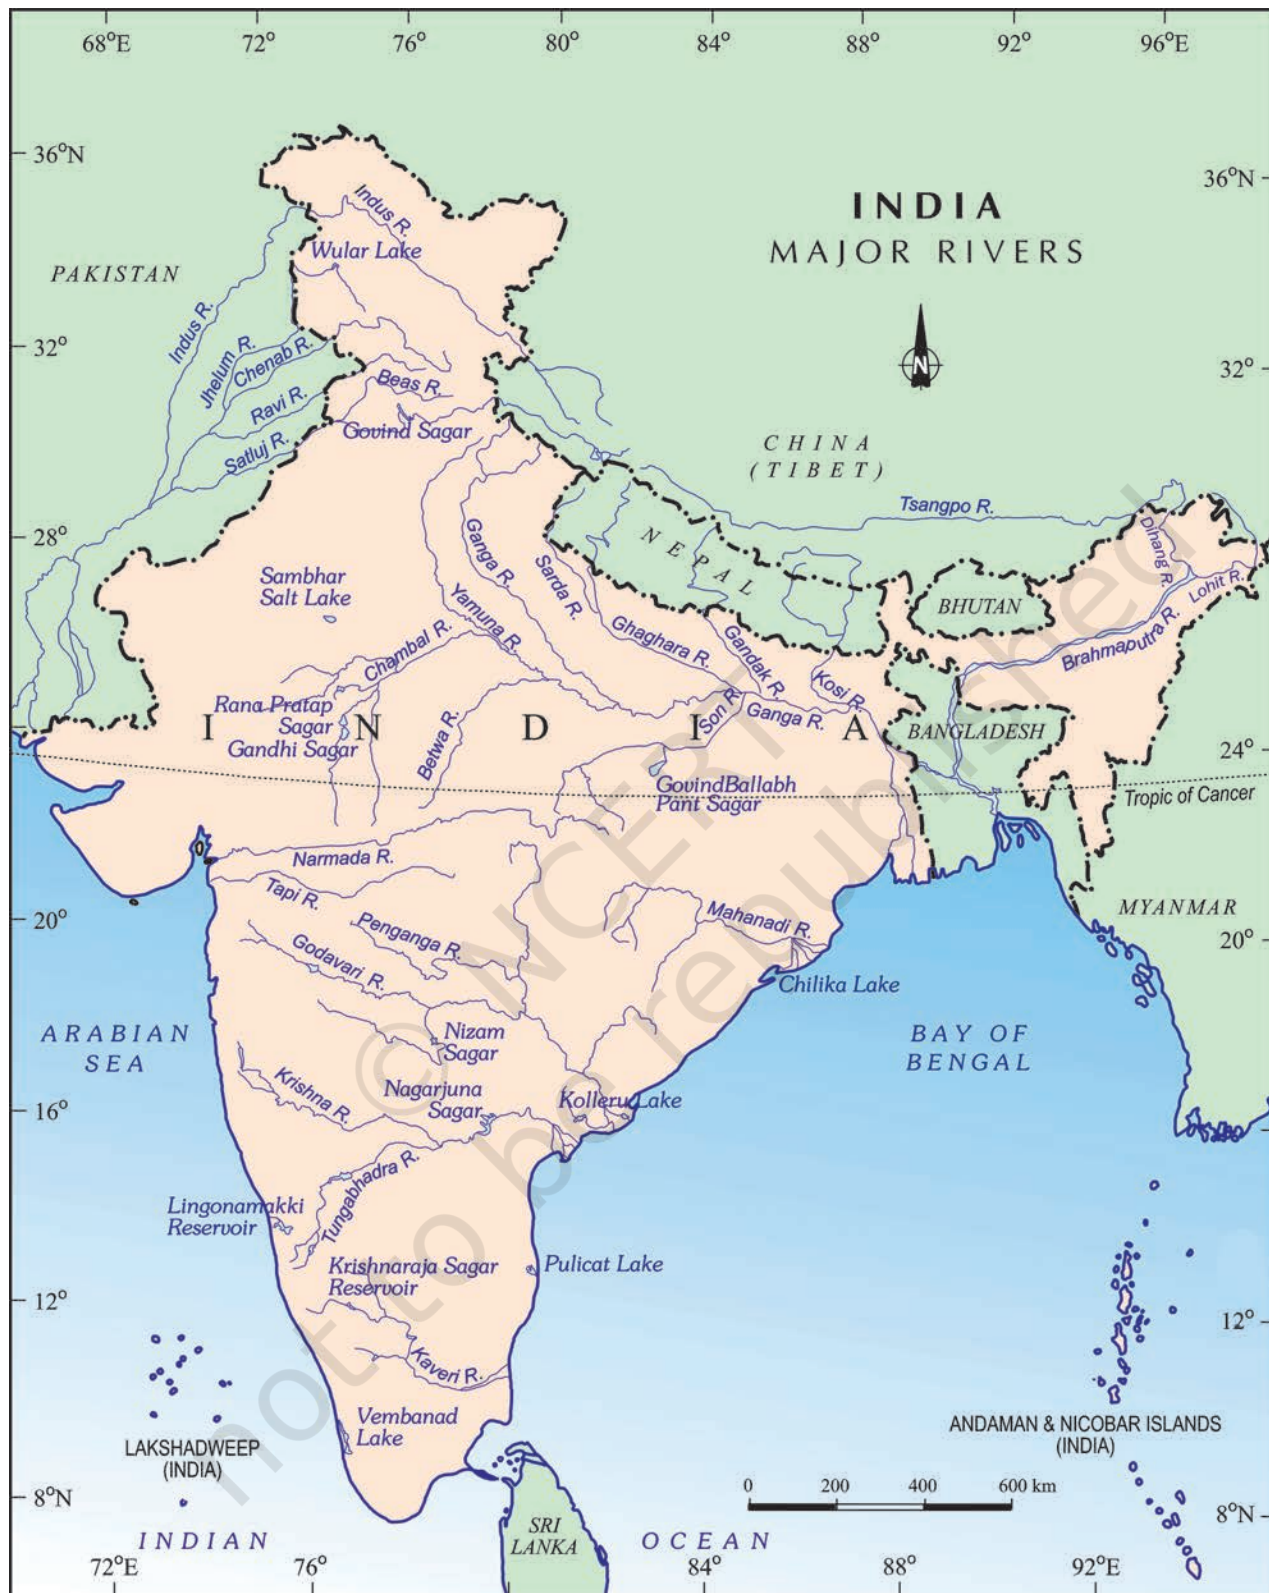 68°E 72° 76° 80° 84° 88° 92° 96°E
36°N
36°N
INDIA
MAJOR RIVERS
Indus R.
Wular Lake
PAKISTAN
Indus R.
N
32°
32°
Jhelum R.
Chenab R.
Ravi R.
Beas R.
Satluj R.
Govind Sagar
CHINA
(TIBET)
Tsangpo R.
28°
28°
NEPAL
Dihang R.
Lohit R.
BHUTAN
Brahmaputra R.
Sambhar
Salt Lake
Ganga R.
Sarda R.
Yamuna R.
Ghaghara R.
Gandak R.
Kosi R.
Chambal R.
Rana Pratap
Sagar
Gandhi Sagar
Betwa R.
Son R.
Ganga R.
I N D I A
BANGLADESH
24°
24°
GovindBallabh
Pant Sagar
Tropic of Cancer
Narmada R.
Tapi R.
Mahanadi R.
MYANMAR
20°
20°
Penganga R.
Godavari R.
Chilika Lake
ARABIAN
SEA
Nizam
Sagar
BAY OF
BENGAL
Krishna R.
Nagarjuna
Sagar
Kolleru Lake
16°
16°
Tungabhadra R.
Lingonamakki
Reservoir
Krishnaraja Sagar
Reservoir
Pulicat Lake
12°
12°
Kaveri R.
Vembanad
Lake
LAKSHADWEEP
(INDIA)
ANDAMAN & NICOBAR ISLANDS
(INDIA)
0 200 400 600 km
8°N
8°N
SRI
LANKA
INDIAN OCEAN
72° 76° 84° 88° 92°E
© NCERT
not to be republished